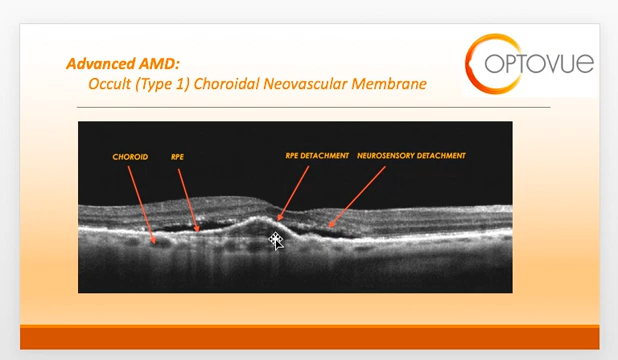 Advanced AMD:
Occult (Type 1) Choroidal Neovascular Membrane
OPTOVUE
CHOROID RPE RPE DETACHMENT NEUROSENSORY DETACHMENT